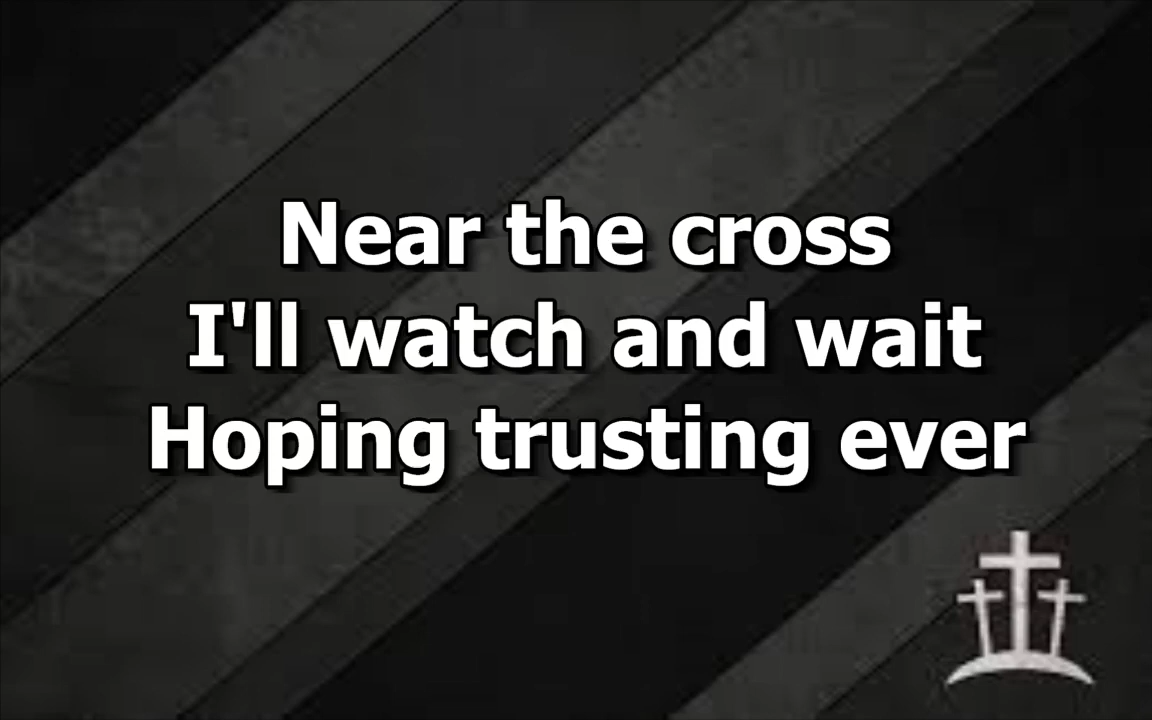 Near the cross
I'll watch and wait
Hoping trusting ever